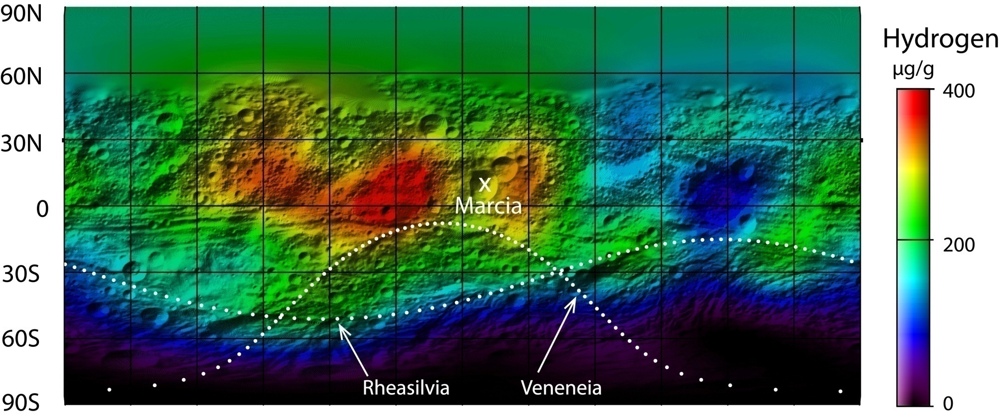 90N
60N
30N
0
30S
60S
90S
x
Marcia
Rheasilvia
Veneneia
Hydrogen
µg/g
400
200
0